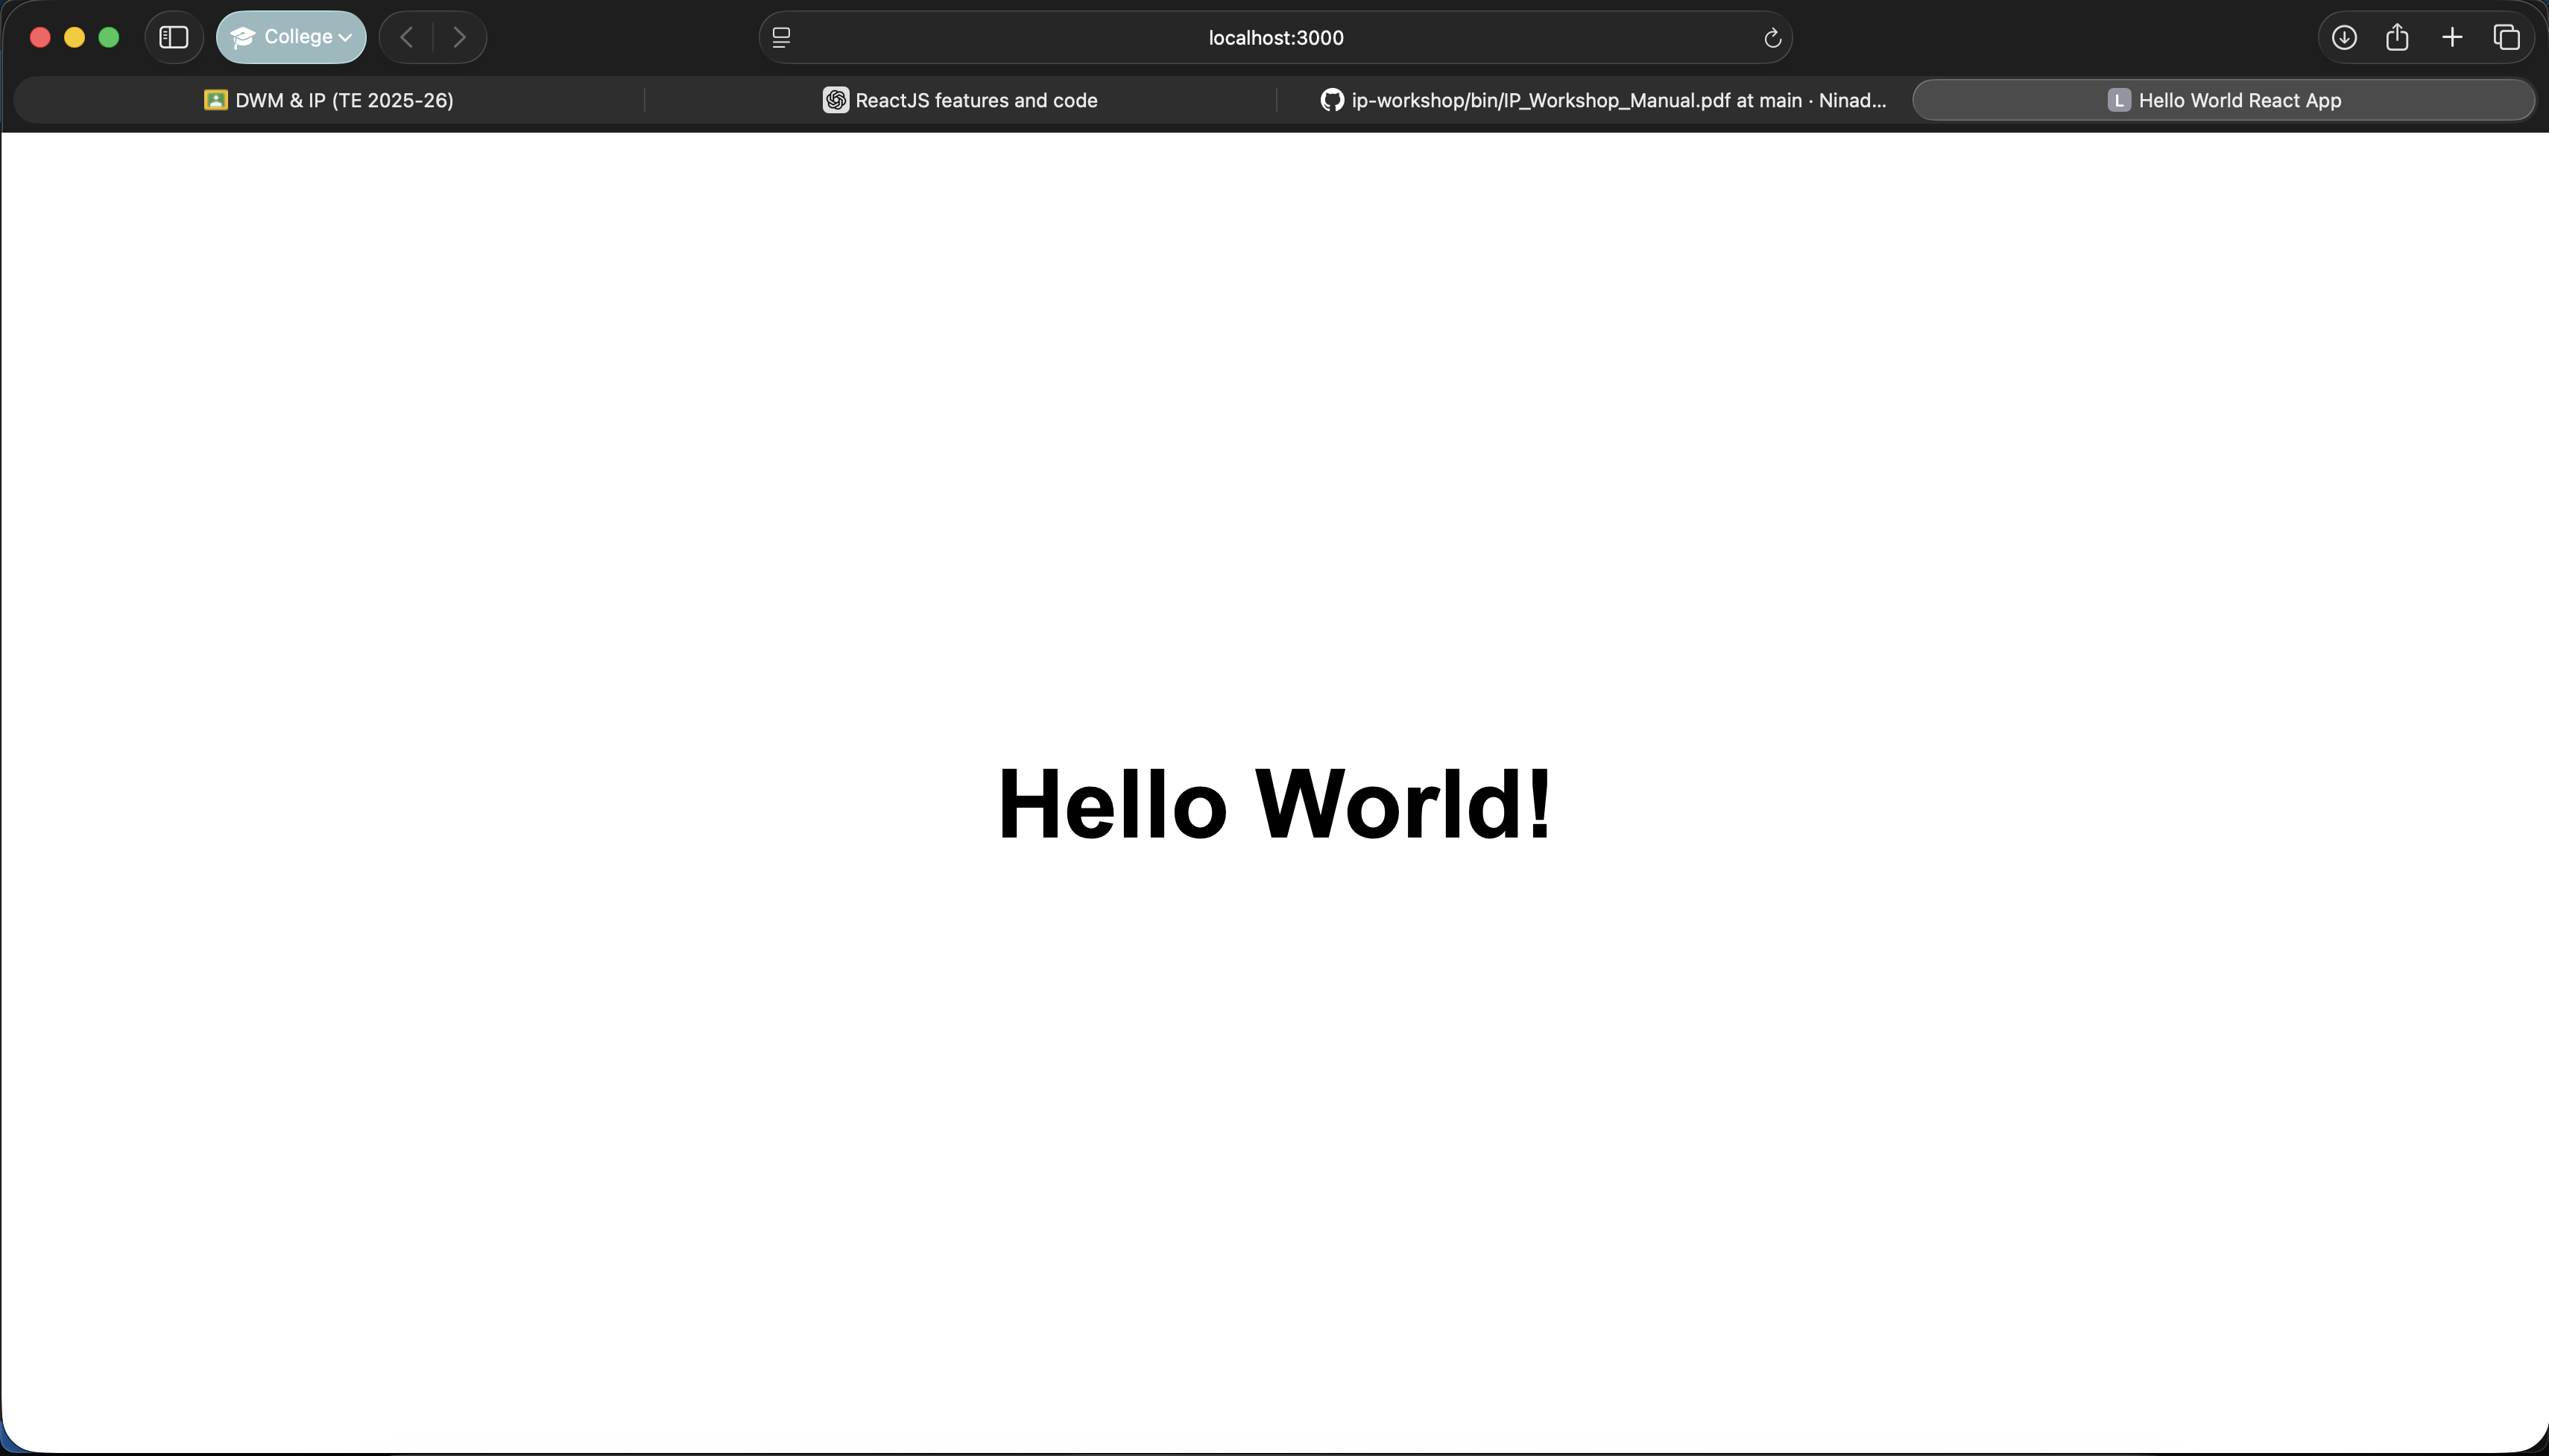 College
localhost:3000
DWM & IP (TE 2025-26)
ReactJS features and code
ip-workshop/bin/IP_Workshop_Manual.pdf at main · Ninad...
L Hello World React App
Hello World!